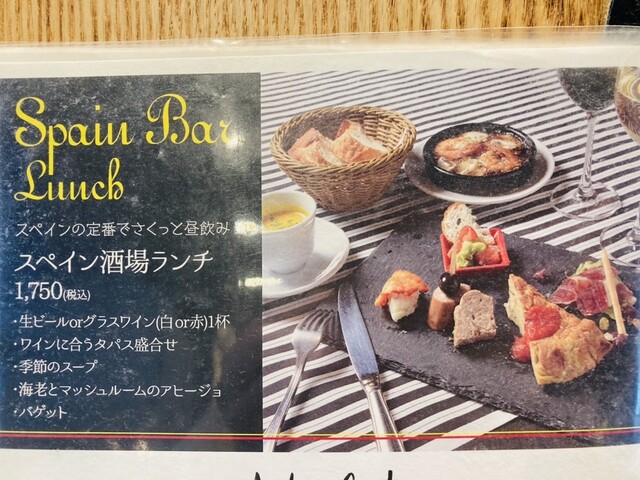 Spain Bar
Lunch
スペインの定番でさくっと昼飲み
スペイン酒場ランチ
1,750(税込)
・生ビールorグラスワイン(白or赤)1杯
・ワインに合うタパス盛合せ
・季節のスープ
・海老とマッシュルームのアヒージョ
・バゲット